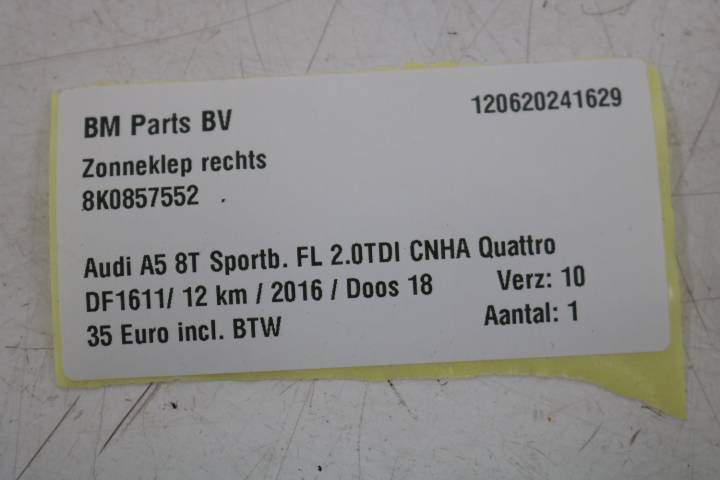 BM Parts BV 120620241629
Zonneklep rechts
8K0857552
Audi A5 8T Sportb. FL 2.0TDI CNHA Quattro
DF1611/ 12 km / 2016 / Doos 18 Verz: 10
35 Euro incl. BTW Aantal: 1